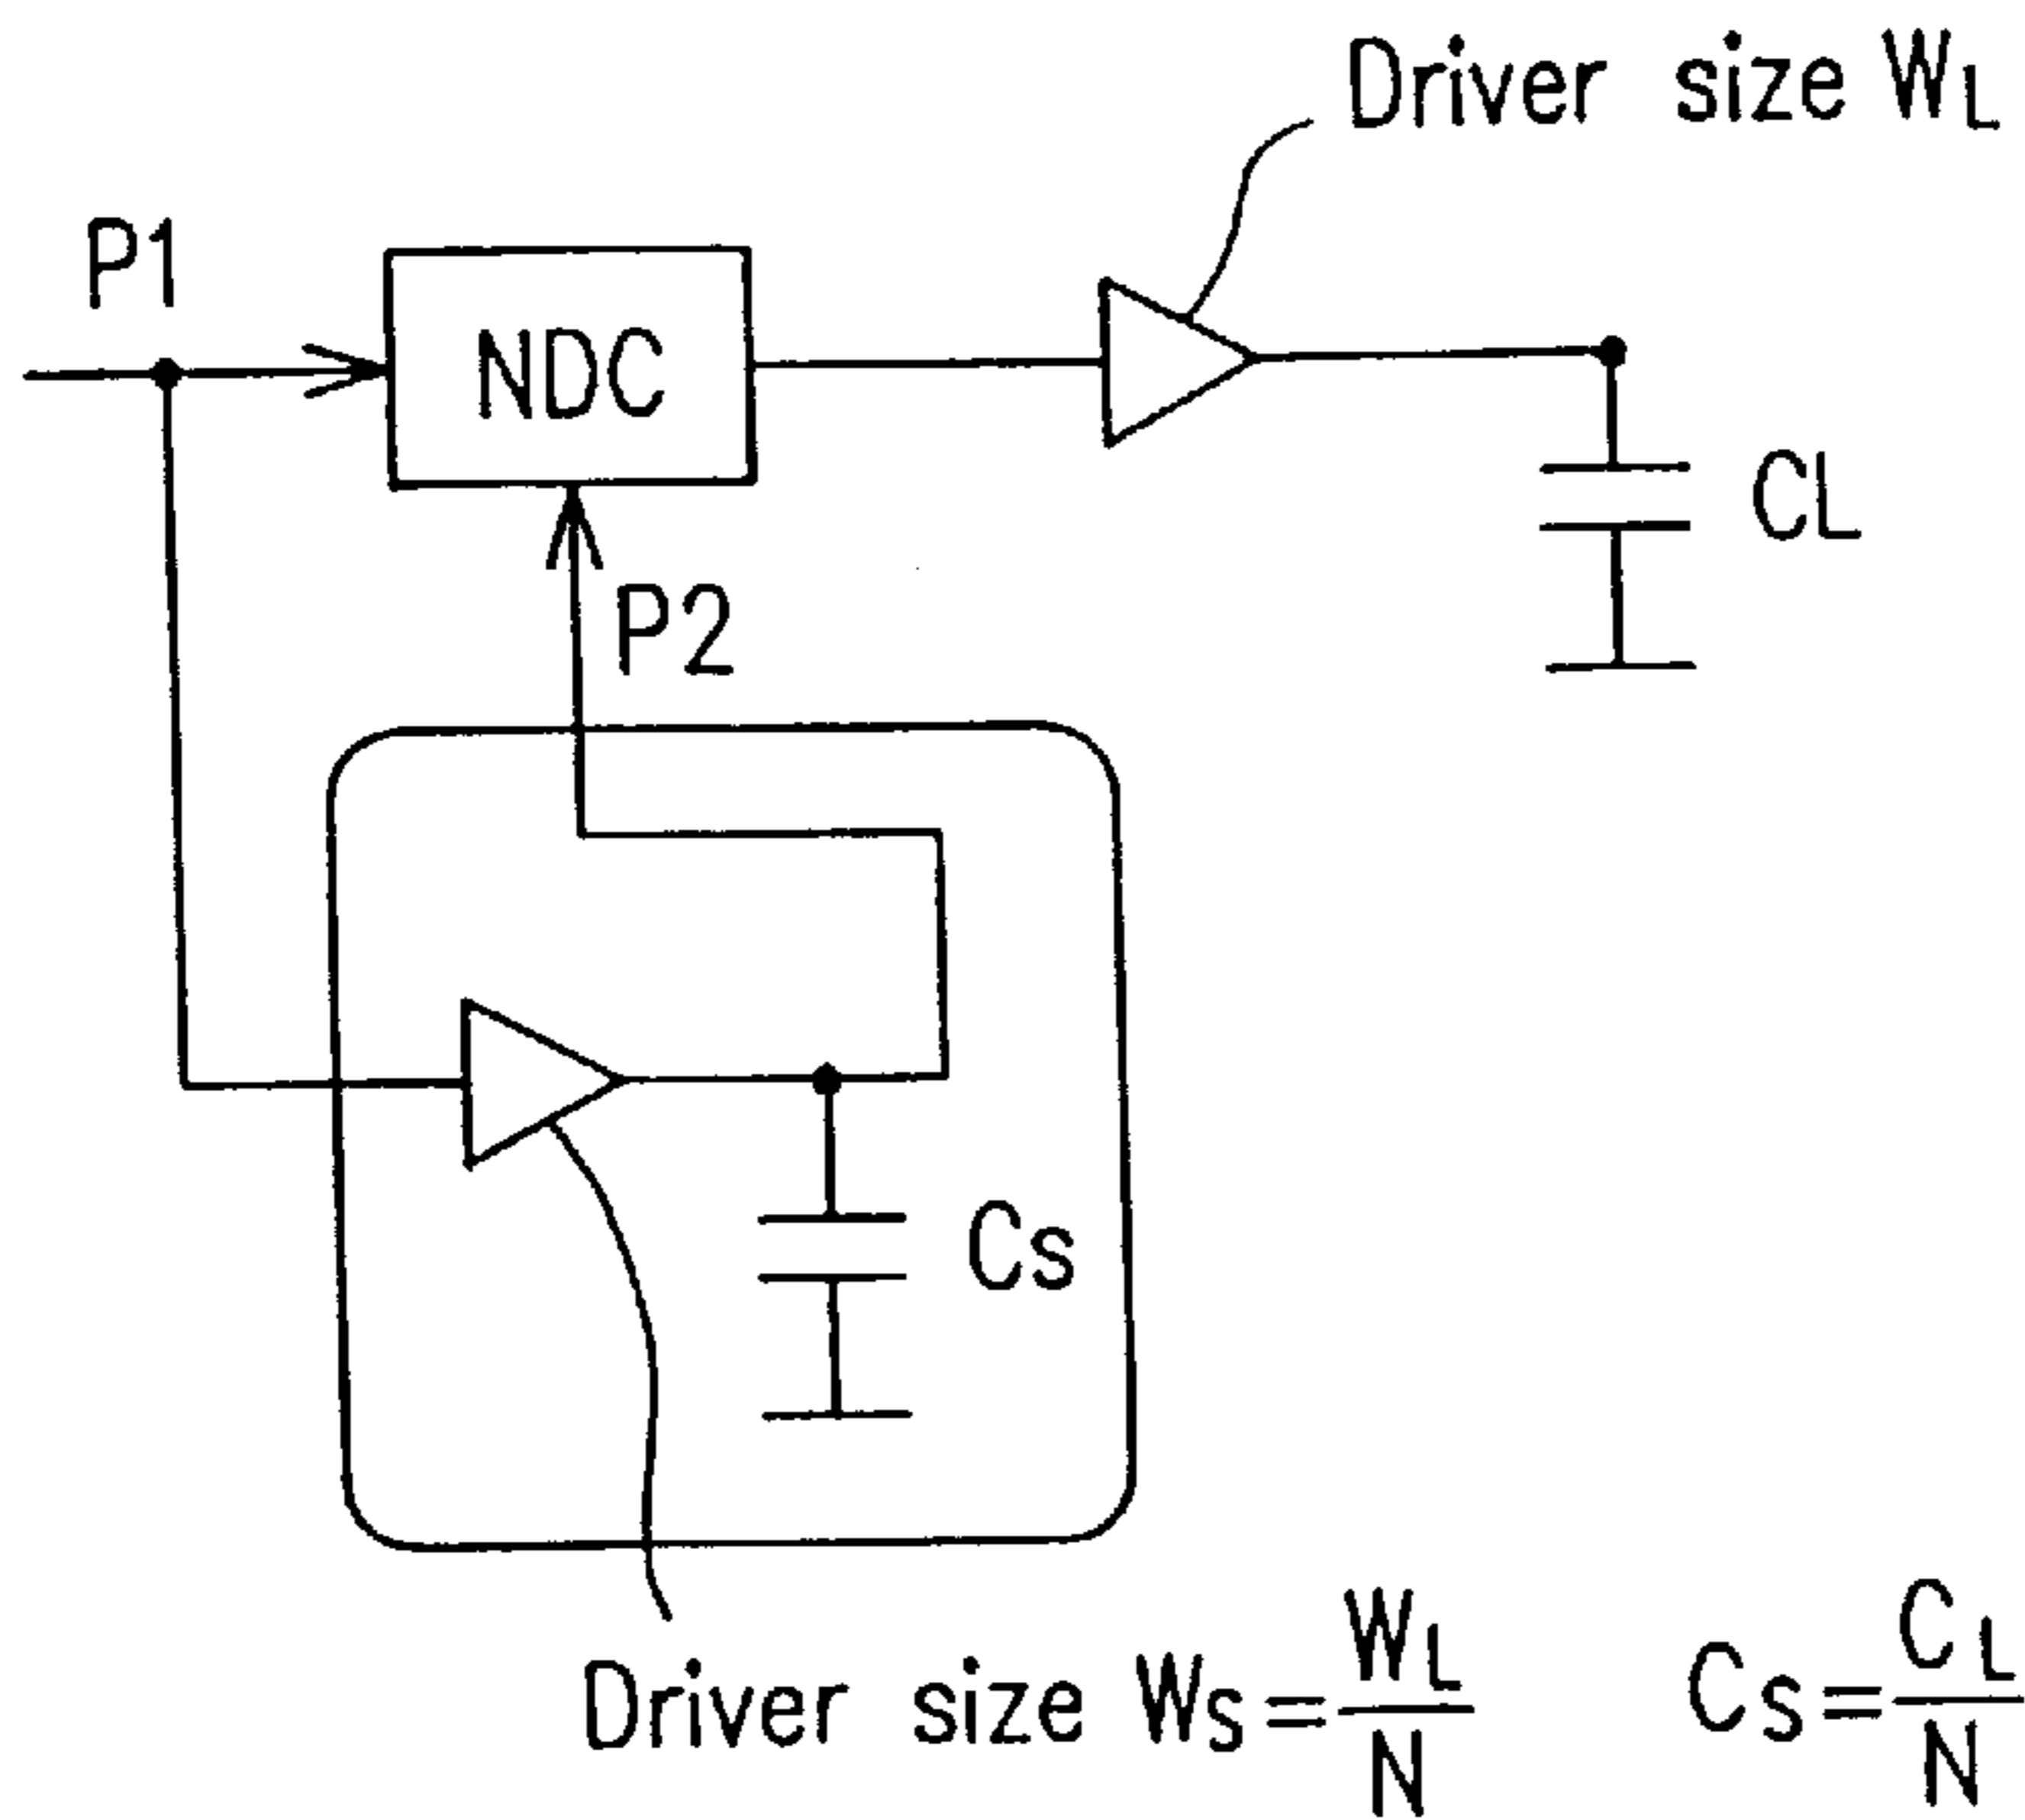 Driver size WL
P1
NDC
CL
P2
Cs
Driver size Ws=WL/N
Cs=CL/N